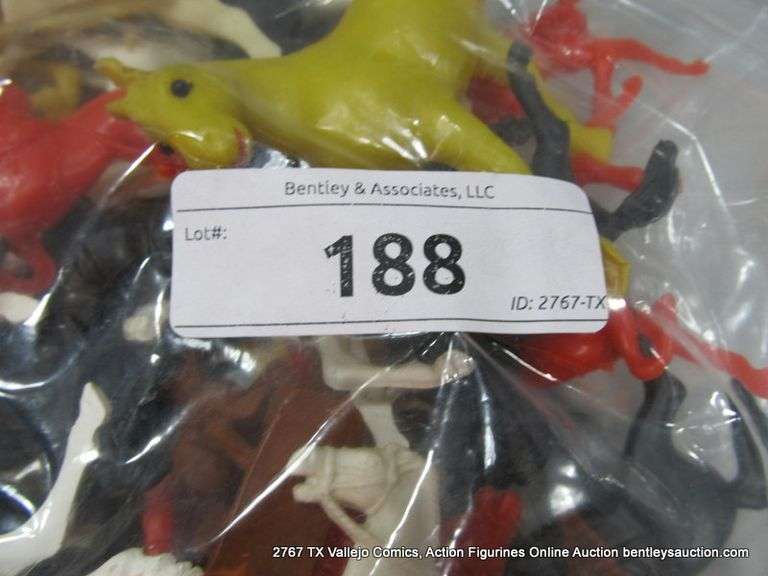 Bentley & Associates, LLC
Lot#:
188
ID: 2767-TX
2767 TX Vallejo Comics, Action Figurines Online Auction bentleysauction.com